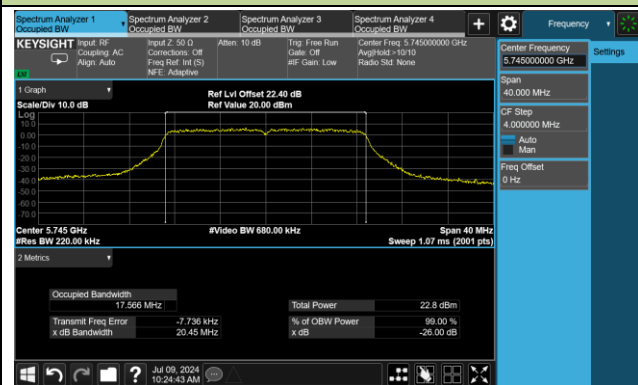 Spectrum Analyzer 1
Occupied BW
Spectrum Analyzer 2
Occupied BW
Spectrum Analyzer 3
Occupied BW
Spectrum Analyzer 4
Occupied BW
Frequency
KEYSIGHT
Input: RF
Coupling: AC
Align: Auto
Input Z: 50 Ω
Corrections: Off
Freq Ref: Int (S)
NFE: Adaptive
Atten: 10 dB
Trig: Free Run
Gate: Off
#IF Gain: Low
Center Freq: 5.745000000 GHz
Avg|Hold:>10/10
Radio Std: None
Center Frequency
5.745000000 GHz
Settings
Span
40.000 MHz
CF Step
4.000000 MHz
Auto
Man
Freq Offset
0 Hz
1 Graph
Scale/Div 10.0 dB
Ref Lvl Offset 22.40 dB
Ref Value 20.00 dBm
Log
10.0
0.00
-10.0
-20.0
-30.0
-40.0
-50.0
-60.0
-70.0
Center 5.745 GHz
#Res BW 220.00 kHz
#Video BW 680.00 kHz
Span 40 MHz
Sweep 1.07 ms (2001 pts)
2 Metrics
Occupied Bandwidth
17.566 MHz
Total Power 22.8 dBm
Transmit Freq Error -7.736 kHz
% of OBW Power 99.00 %
x dB Bandwidth 20.45 MHz
x dB -26.00 dB
Jul 09, 2024
10:24:43 AM